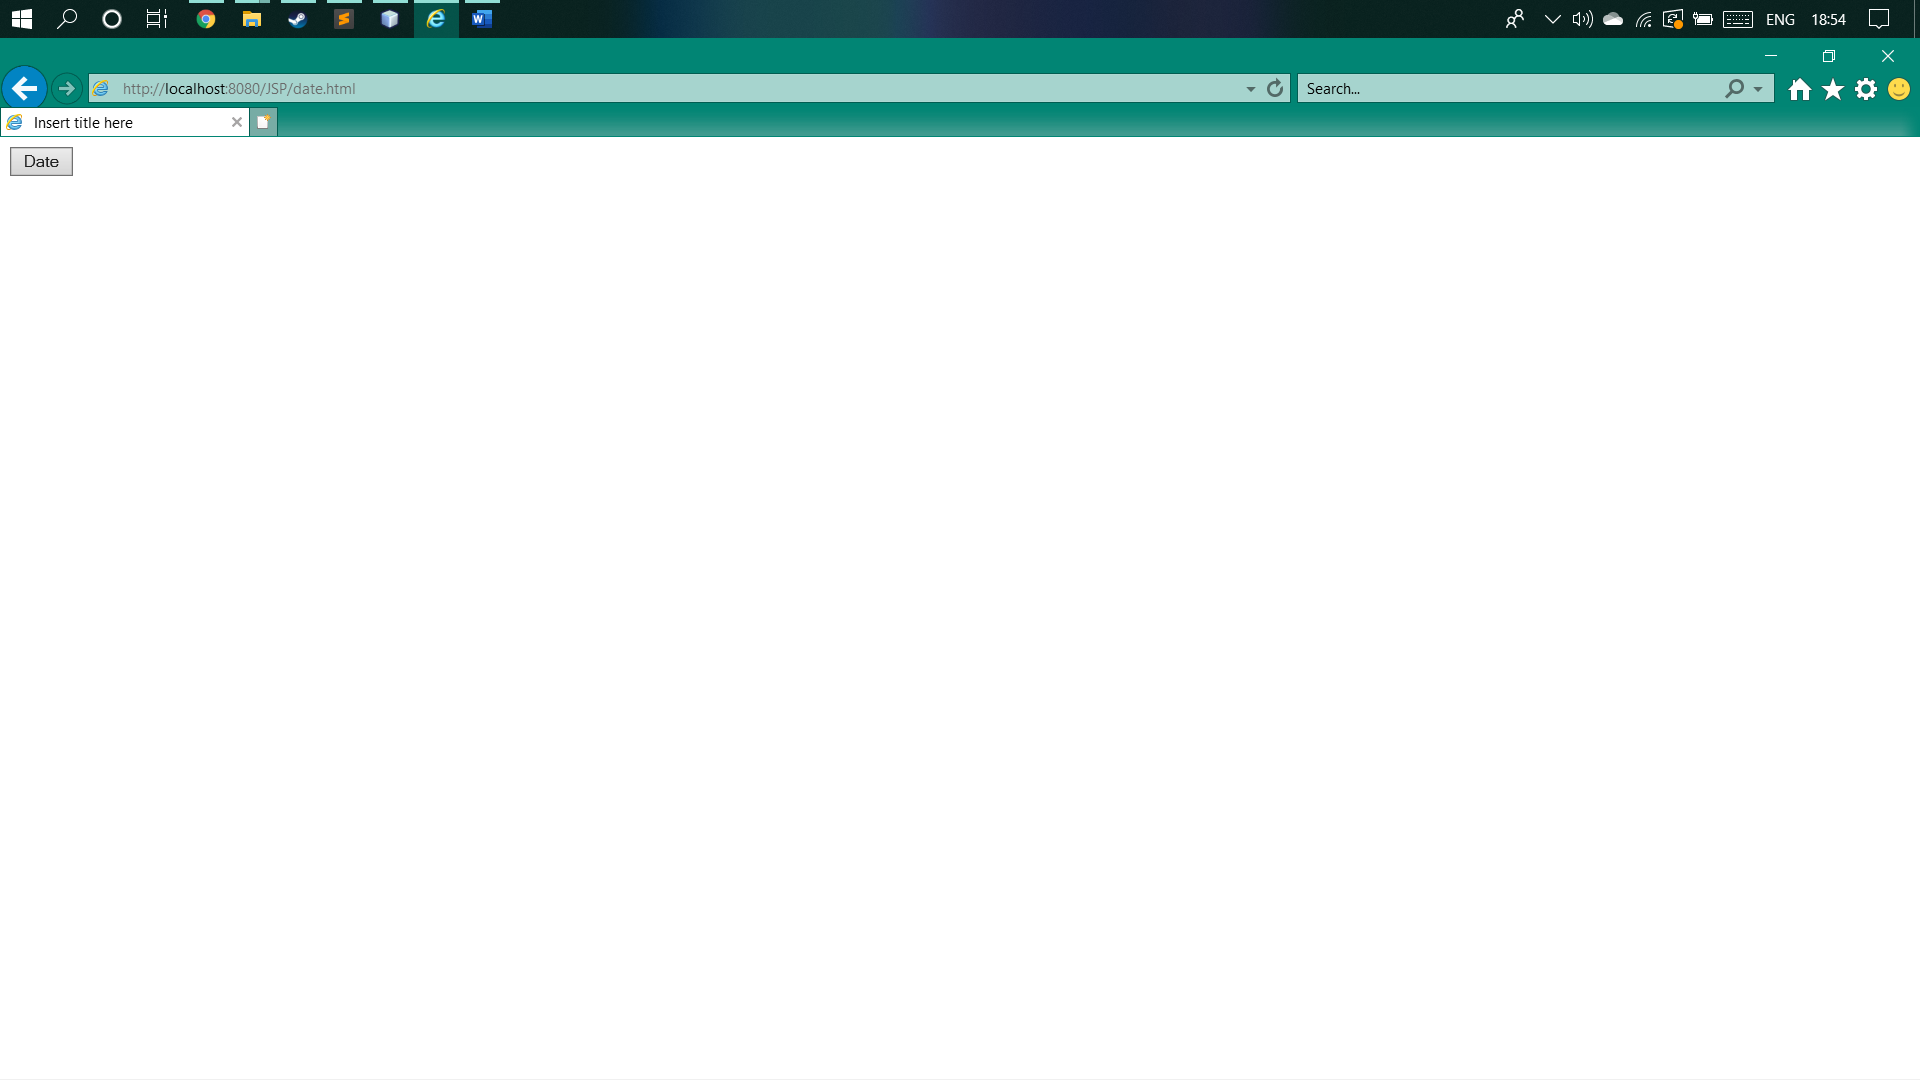 ENG 18:54
http://localhost:8080/JSP/date.html
Search...
Insert title here
Date